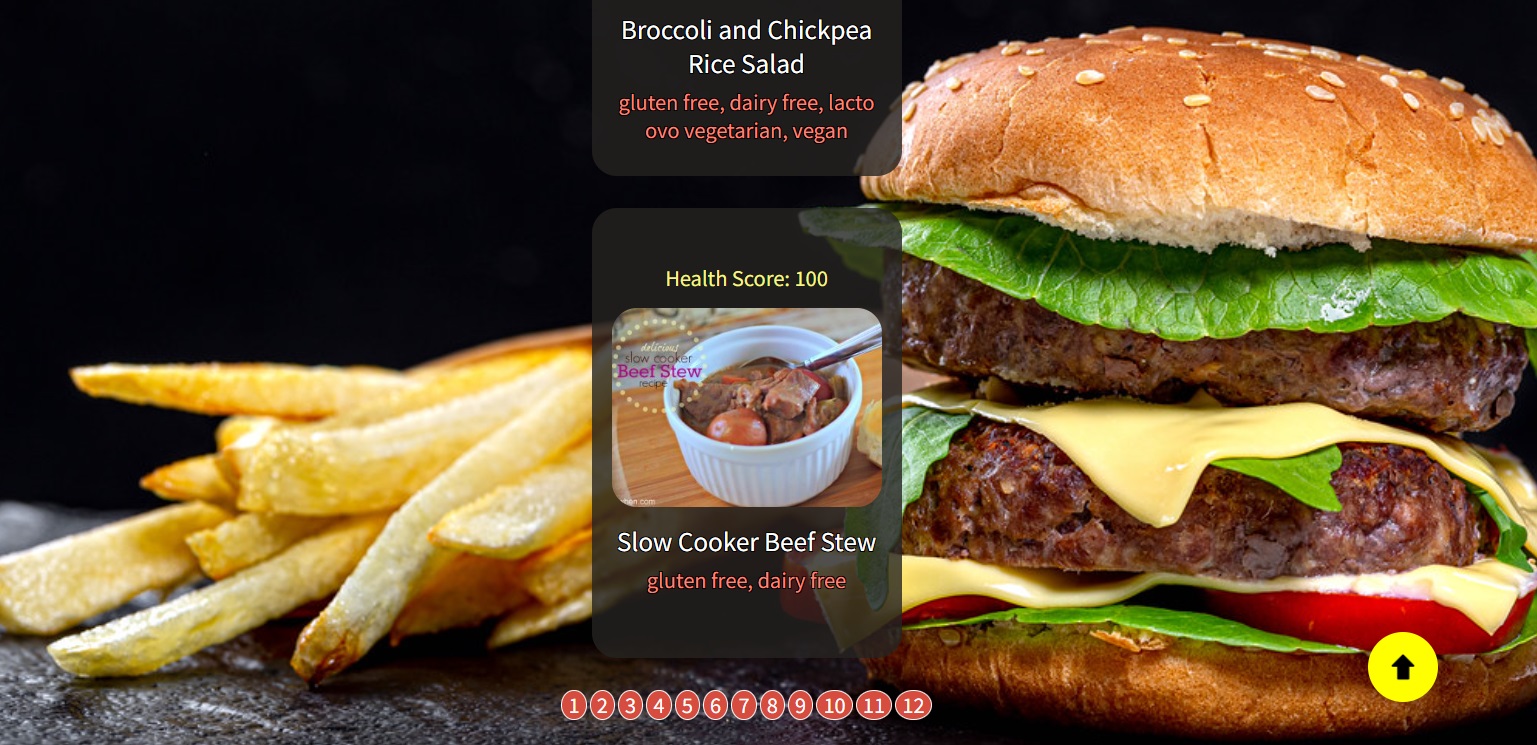 Broccoli and Chickpea
Rice Salad
gluten free, dairy free, lacto
ovo vegetarian, vegan
Health Score: 100
delicious
slow cooker
Beef Stew
recipe
Slow Cooker Beef Stew
gluten free, dairy free
1 2 3 4 5 6 7 8 9 10 11 12